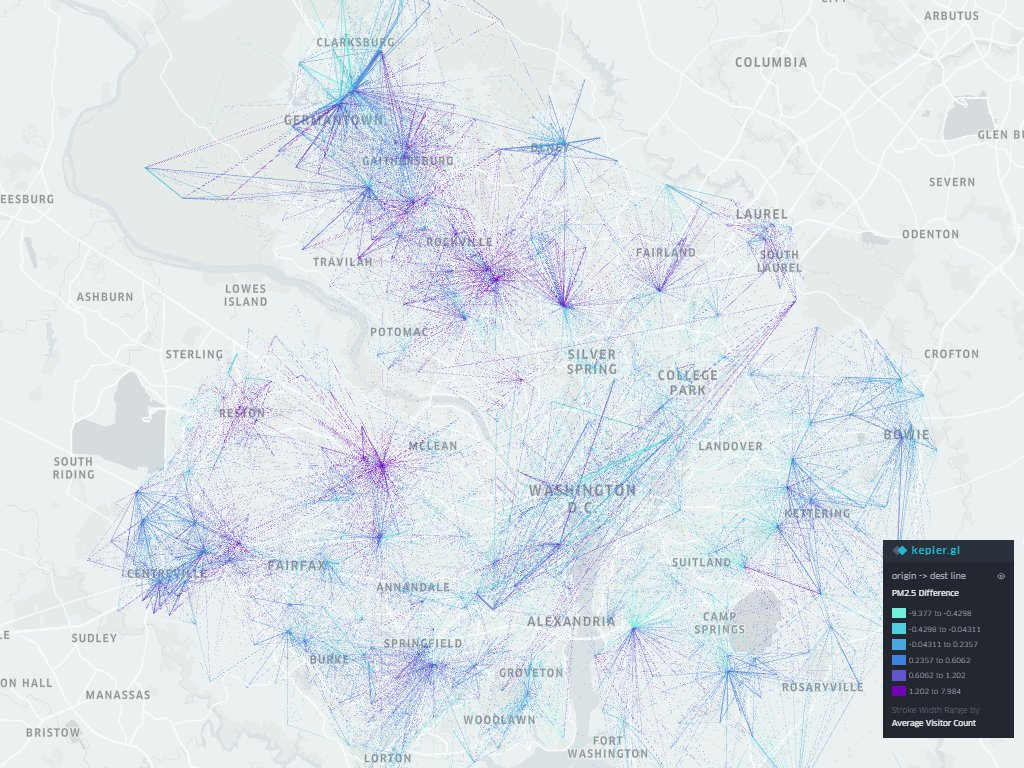 ARBUTUS
CLARKSBURG
COLUMBIA
GERMANTOWN
GLEN BU
OLNEY
GAITHERSBURG
SEVERN
EESBURG
LAUREL
ODENTON
ROCKVILLE
FAIRLAND
SOUTH
LAUREL
TRAVILAH
LOWES
ISLAND
ASHBURN
POTOMAC
STERLING
SILVER
SPRING
CROFTON
COLLEGE
PARK
RESTON
BOWIE
MCLEAN
LANDOVER
SOUTH
RIDING
WASHINGTON
D.C.
KETTERING
kepler.gl
FAIRFAX
SUITLAND
CENTREVILLE
origin -> dest line
ANNANDALE
PM2.5 Difference
-9.377 to -0.4298
-0.4298 to -0.04311
-0.04311 to 0.2357
0.2357 to 0.6062
0.6062 to 1.202
1.202 to 7.984
Stroke Width Range by
Average Visitor Count
ALEXANDRIA
CAMP
SPRINGS
LE
SUDLEY
SPRINGFIELD
BURKE
GROVETON
ON HALL
MANASSAS
ROSARYVILLE
WOODLAWN
BRISTOW
FORT
WASHINGTON
LORTON